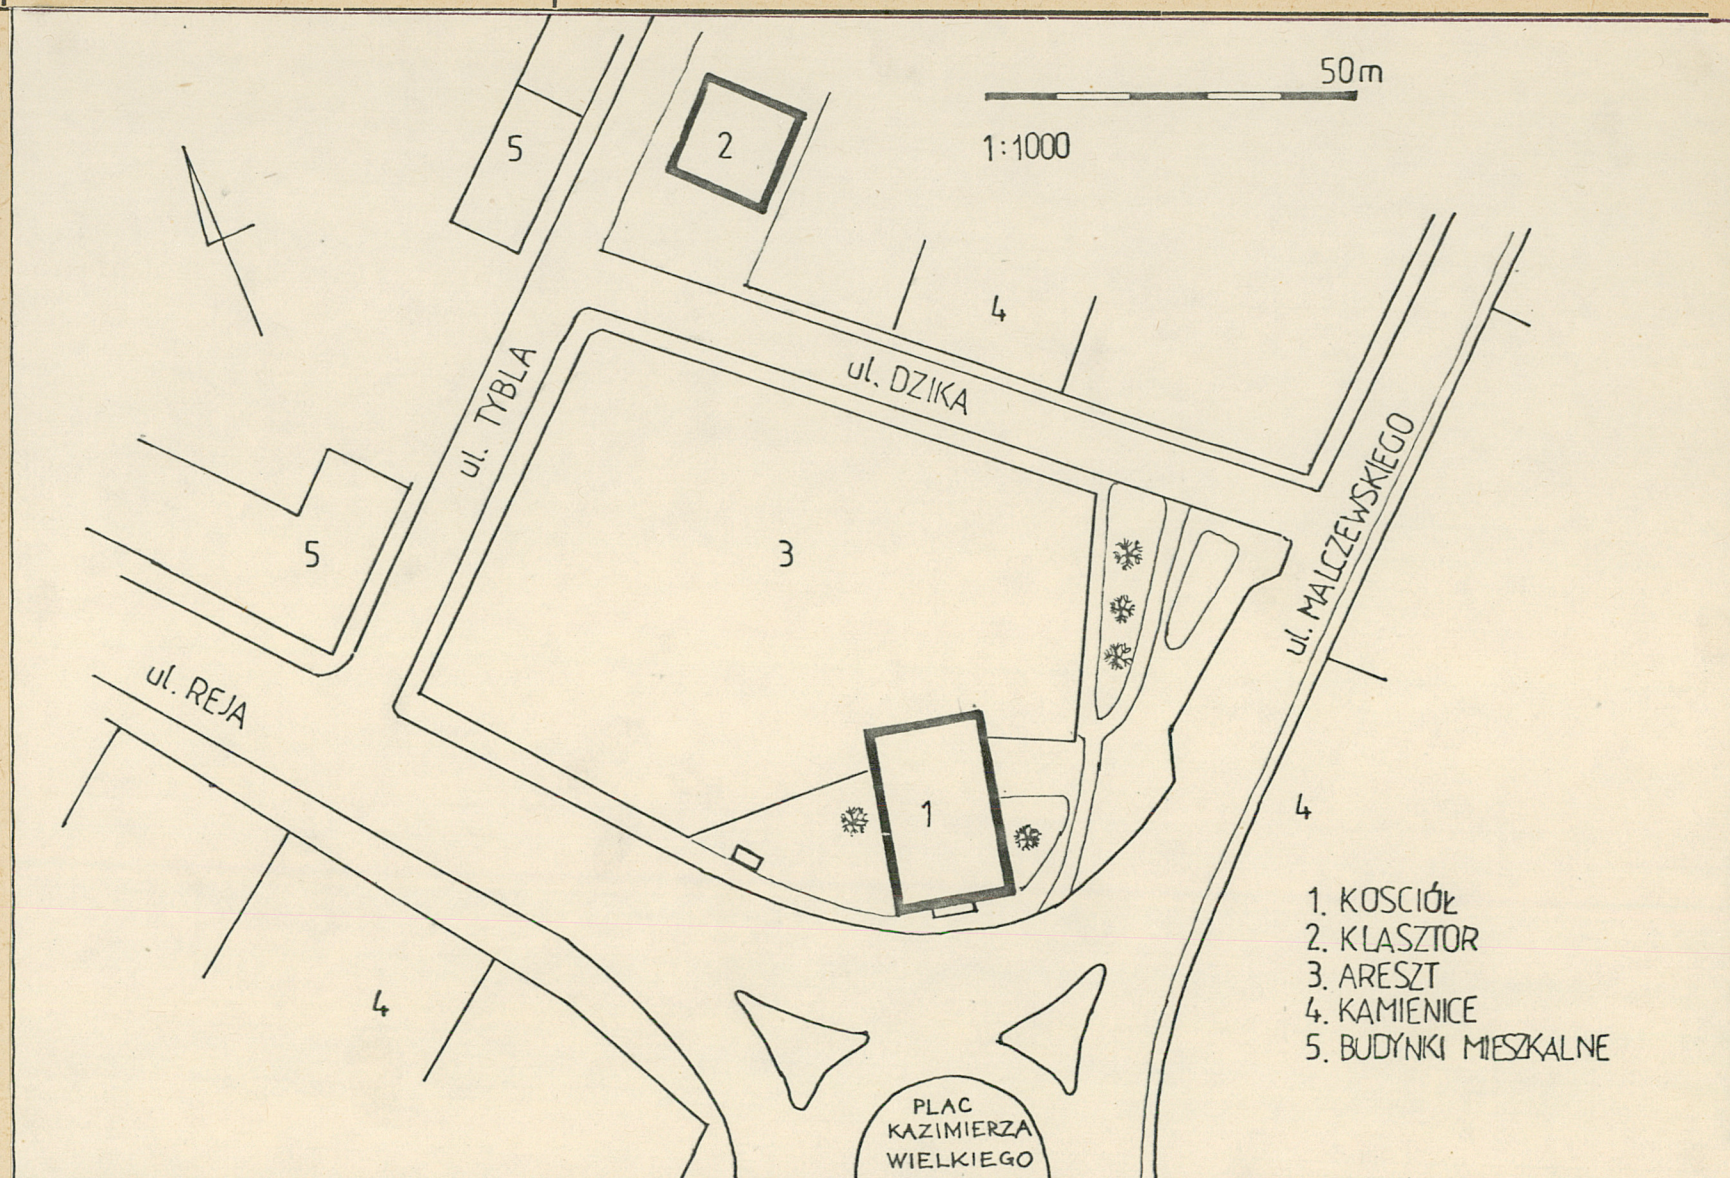 50m
1:1000
5
2
4
ul. DZIKA
ul. TYBLA
ul. MALCZEWSKIEGO
3
5
ul. REJA
1
4
4
1. KOSCIÓŁ
2. KLASZTOR
3. ARESZT
4. KAMIENICE
5. BUDYNKI MIESZKALNE
PLAC
KAZIMIERZA
WIELKIEGO